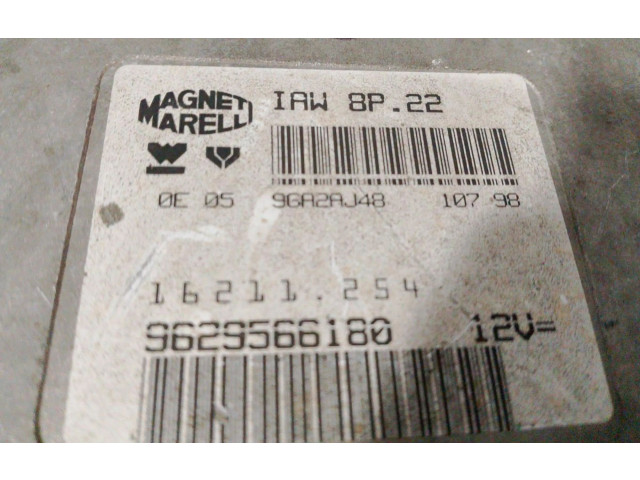 MAGNETI
MARELLI
IAW 8P.22
0E 05 96A2AJ48 107 98
16211.254
9629566180 12V=